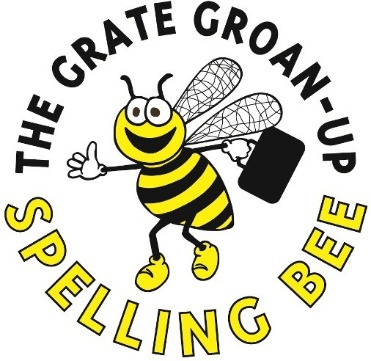 THE GRATE GROAN-UP
SPELLING BEE